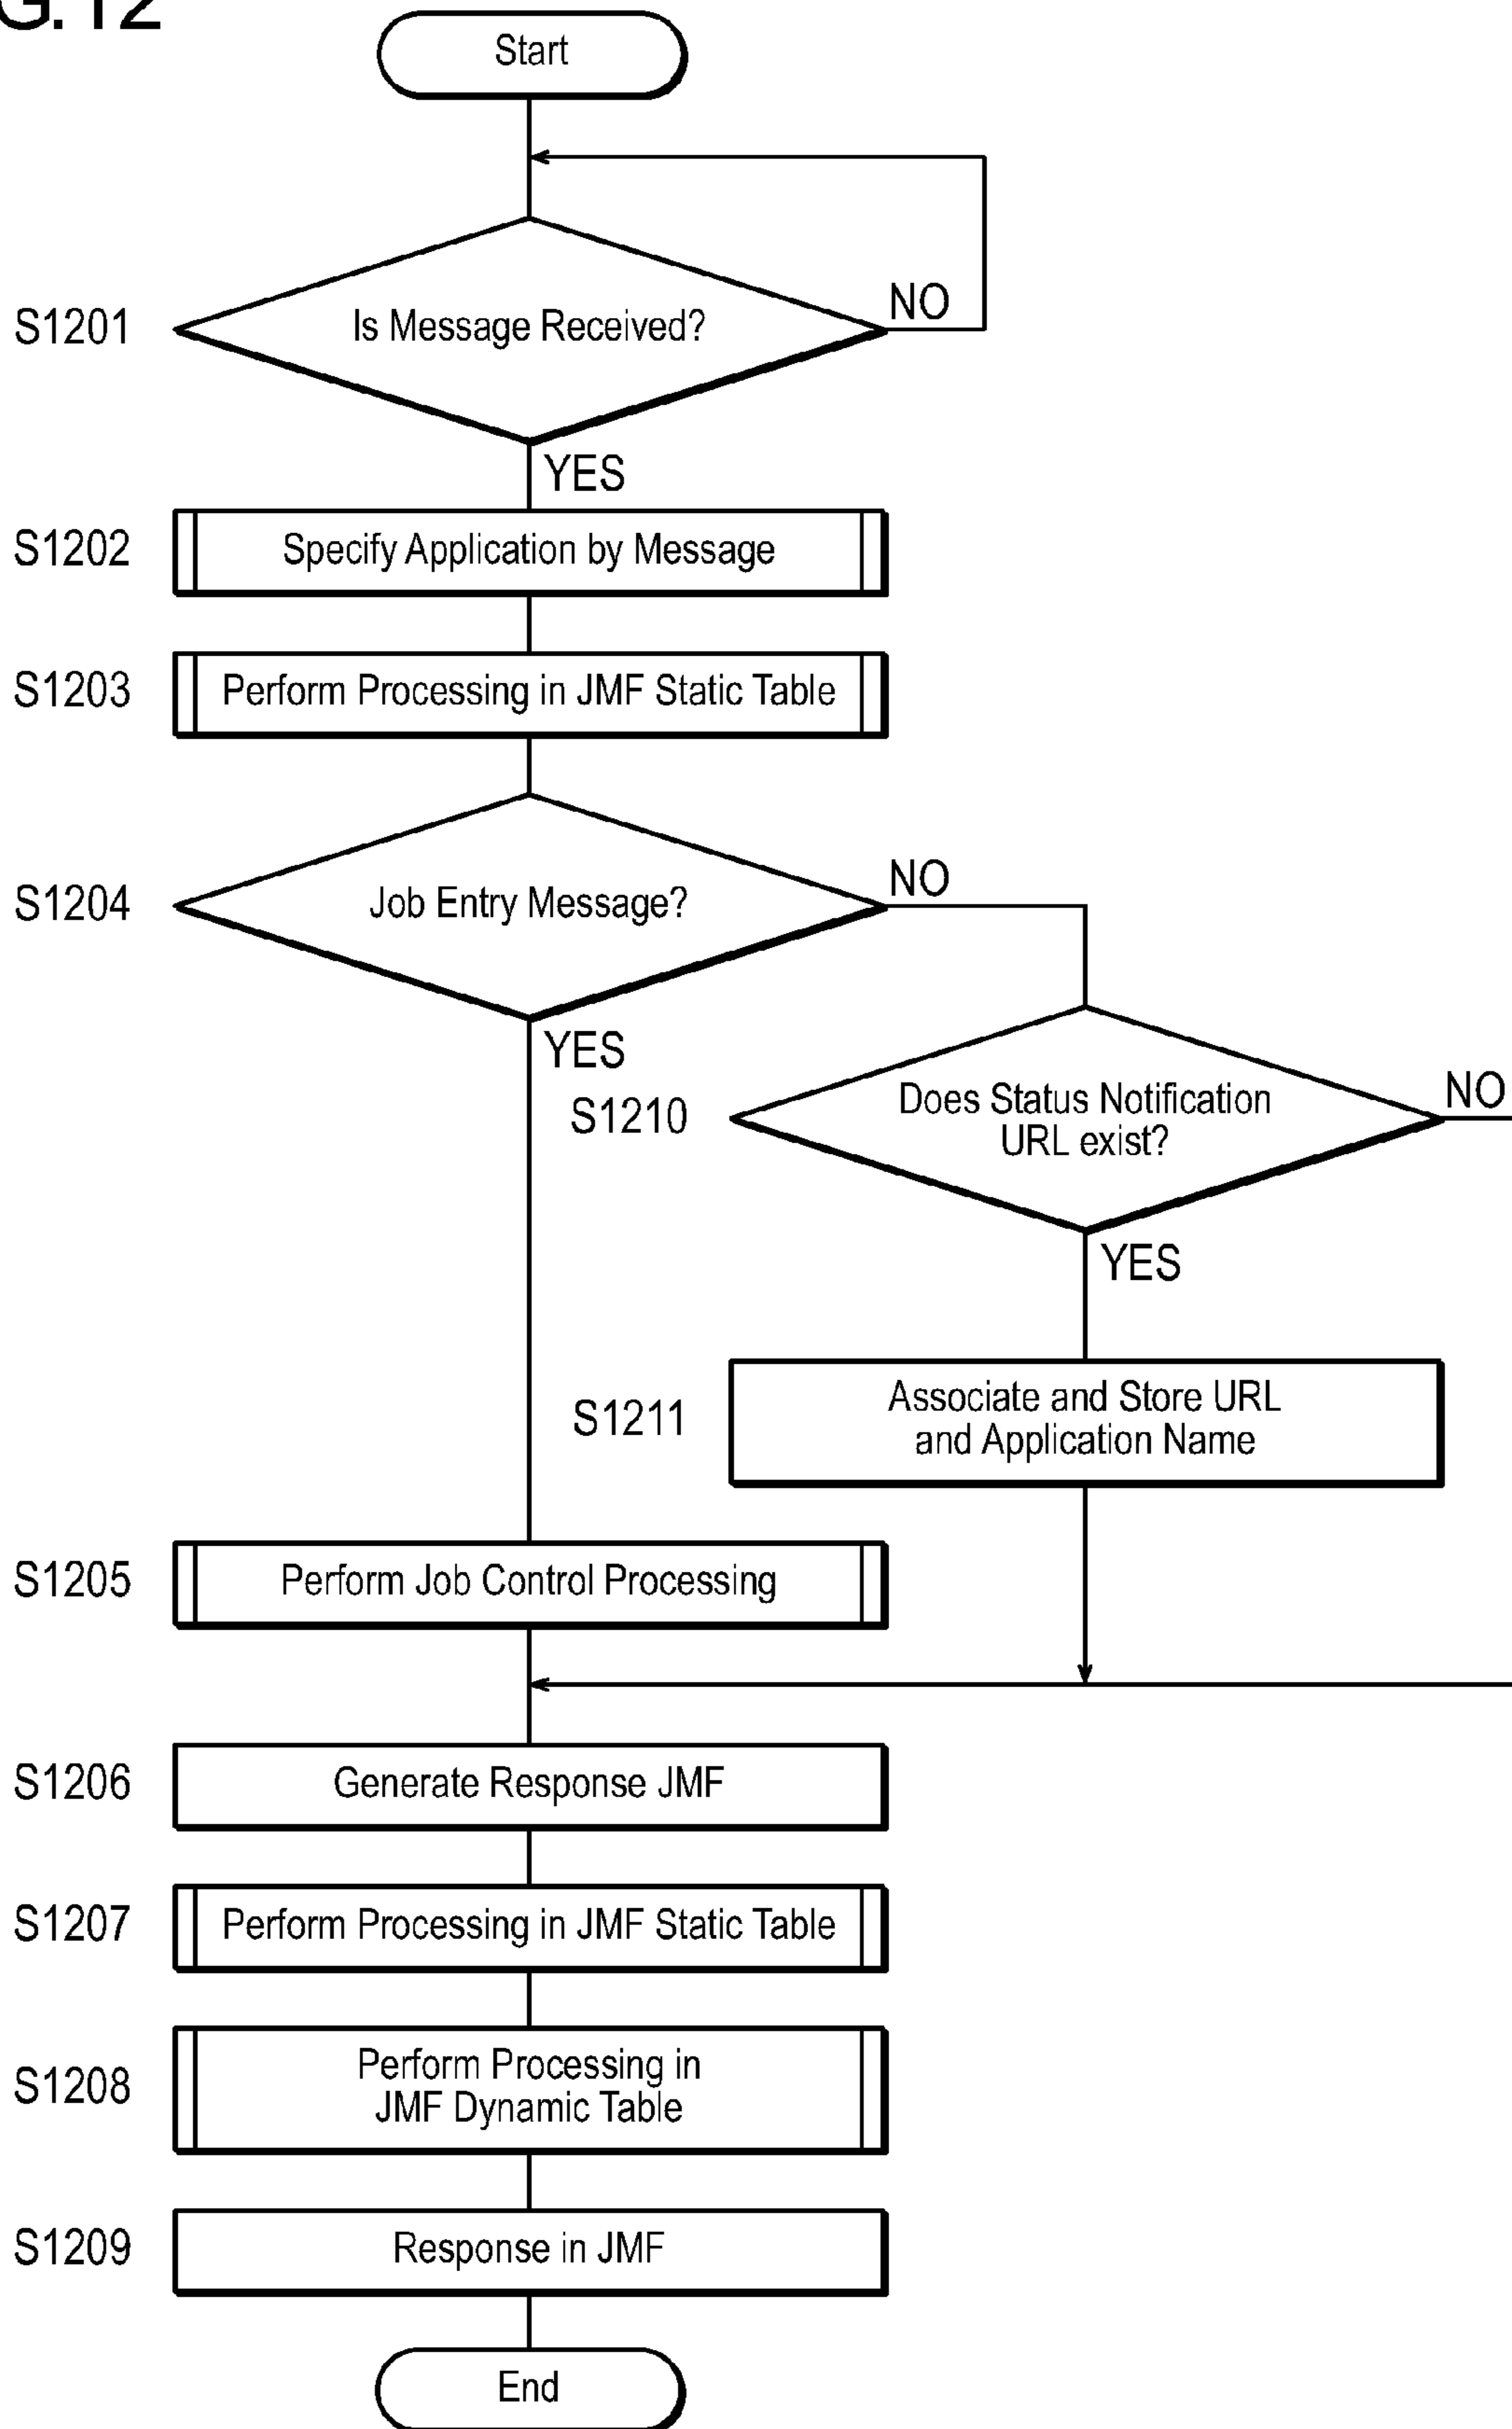 G.12
Start
S1201
Is Message Received?
NO
YES
S1202
Specify Application by Message
S1203
Perform Processing in JMF Static Table
S1204
Job Entry Message?
NO
YES
S1210
Does Status Notification
URL exist?
NO
YES
S1211
Associate and Store URL
and Application Name
S1205
Perform Job Control Processing
S1206
Generate Response JMF
S1207
Perform Processing in JMF Static Table
S1208
Perform Processing in
JMF Dynamic Table
S1209
Response in JMF
End